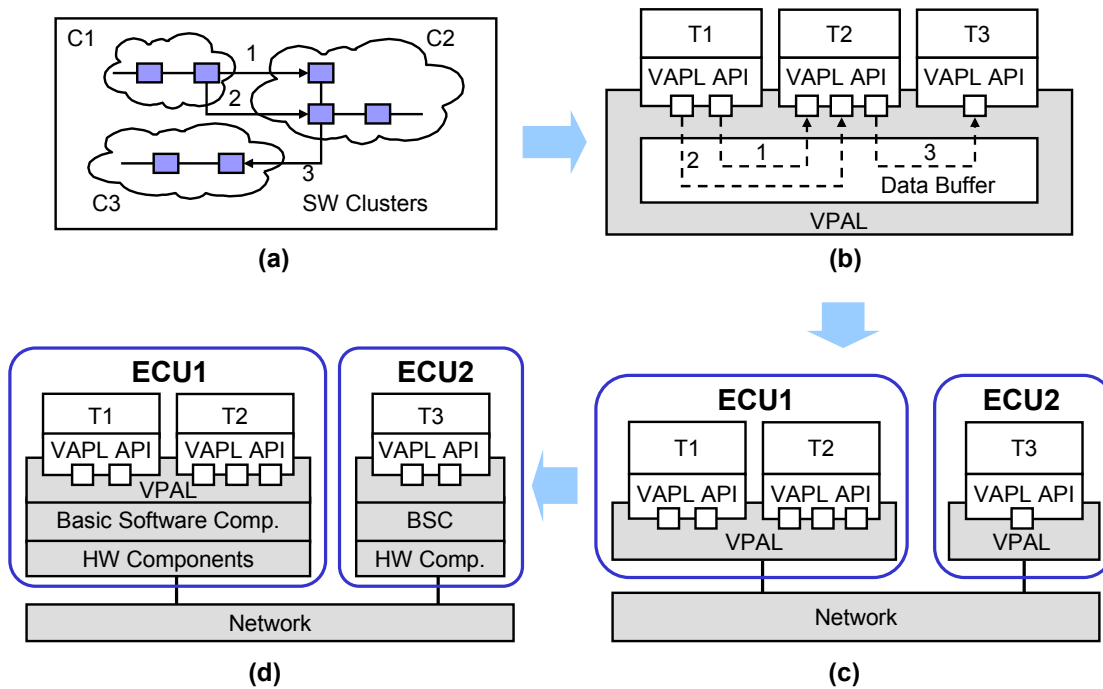 C1
C2
1
2
3
C3
SW Clusters
(a)
T1
T2
T3
VAPL API
VAPL API
VAPL API
1
2
3
Data Buffer
VPAL
(b)
ECU1
ECU2
T1
T2
T3
VAPL API
VAPL API
VAPL API
VPAL
Basic Software Comp.
BSC
HW Components
HW Comp.
Network
(d)
ECU1
ECU2
T1
T2
T3
VAPL API
VAPL API
VAPL API
VPAL
VPAL
Network
(c)